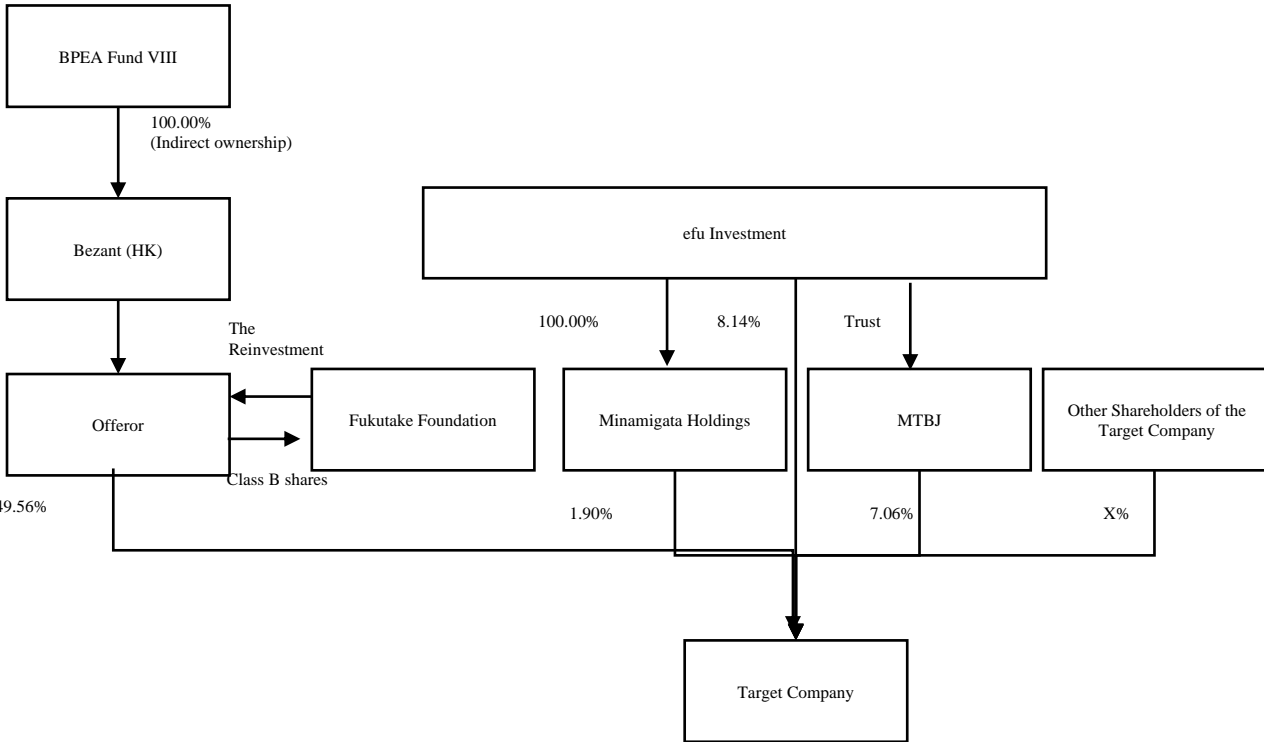 BPEA Fund VIII
100.00%
(Indirect ownership)
Bezant (HK)
efu Investment
The
Reinvestment
100.00%
8.14%
Trust
Offeror
Fukutake Foundation
Minamigata Holdings
MTBJ
Other Shareholders of the
Target Company
Class B shares
49.56%
1.90%
7.06%
X%
Target Company